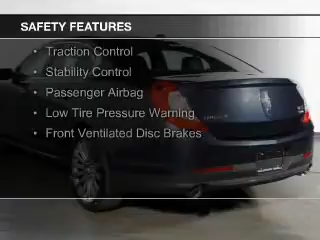 SAFETY FEATURES
• Traction Control
• Stability Control
• Passenger Airbag
• Low Tire Pressure Warning
• Front Ventilated Disc Brakes